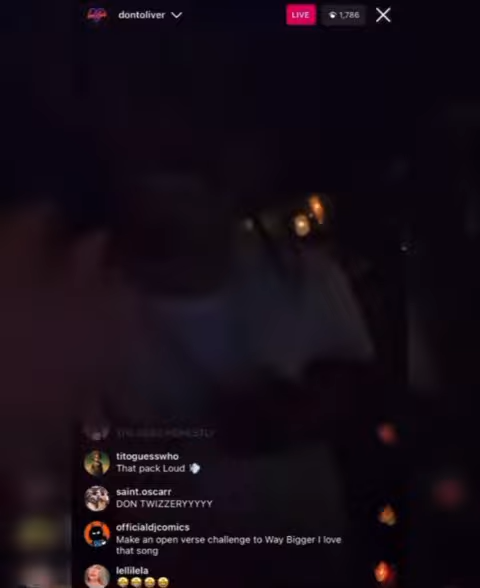 dontoliver
LIVE
1,786
titoguesswho
That pack Loud 💨
saint.oscarr
DON TWIZZERYYYYY
officialdjcomics
Make an open verse challenge to Way Bigger I love
that song
lellilela